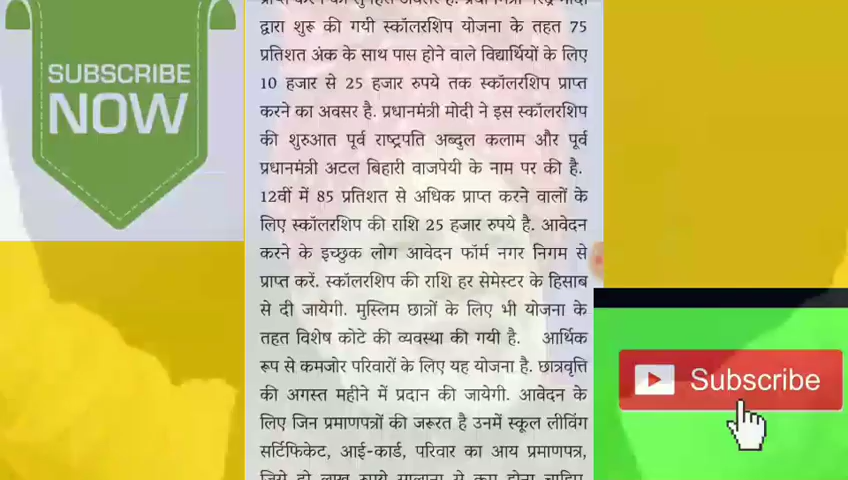 SUBSCRIBE
NOW
द्वारा शुरू की गयी स्कॉलरशिप योजना के तहत 75
प्रतिशत अंक के साथ पास होने वाले विद्यार्थियों के लिए
10 हजार से 25 हजार रुपये तक स्कॉलरशिप प्राप्त
करने का अवसर है. प्रधानमंत्री मोदी ने इस स्कॉलरशिप
की शुरुआत पूर्व राष्ट्रपति अब्दुल कलाम और पूर्व
प्रधानमंत्री अटल बिहारी वाजपेयी के नाम पर की है.
12वीं में 85 प्रतिशत से अधिक प्राप्त करने वालों के
लिए स्कॉलरशिप की राशि 25 हजार रुपये है. आवेदन
करने के इच्छुक लोग आवेदन फॉर्म नगर निगम से
प्राप्त करें. स्कॉलरशिप की राशि हर सेमेस्टर के हिसाब
से दी जायेगी. मुस्लिम छात्रों के लिए भी योजना के
तहत विशेष कोटे की व्यवस्था की गयी है. आर्थिक
रूप से कमजोर परिवारों के लिए यह योजना है. छात्रवृत्ति
की अगस्त महीने में प्रदान की जायेगी. आवेदन के
लिए जिन प्रमाणपत्रों की जरूरत है उनमें स्कूल लीविंग
सर्टिफिकेट, आई-कार्ड, परिवार का आय प्रमाणपत्र,
Subscribe